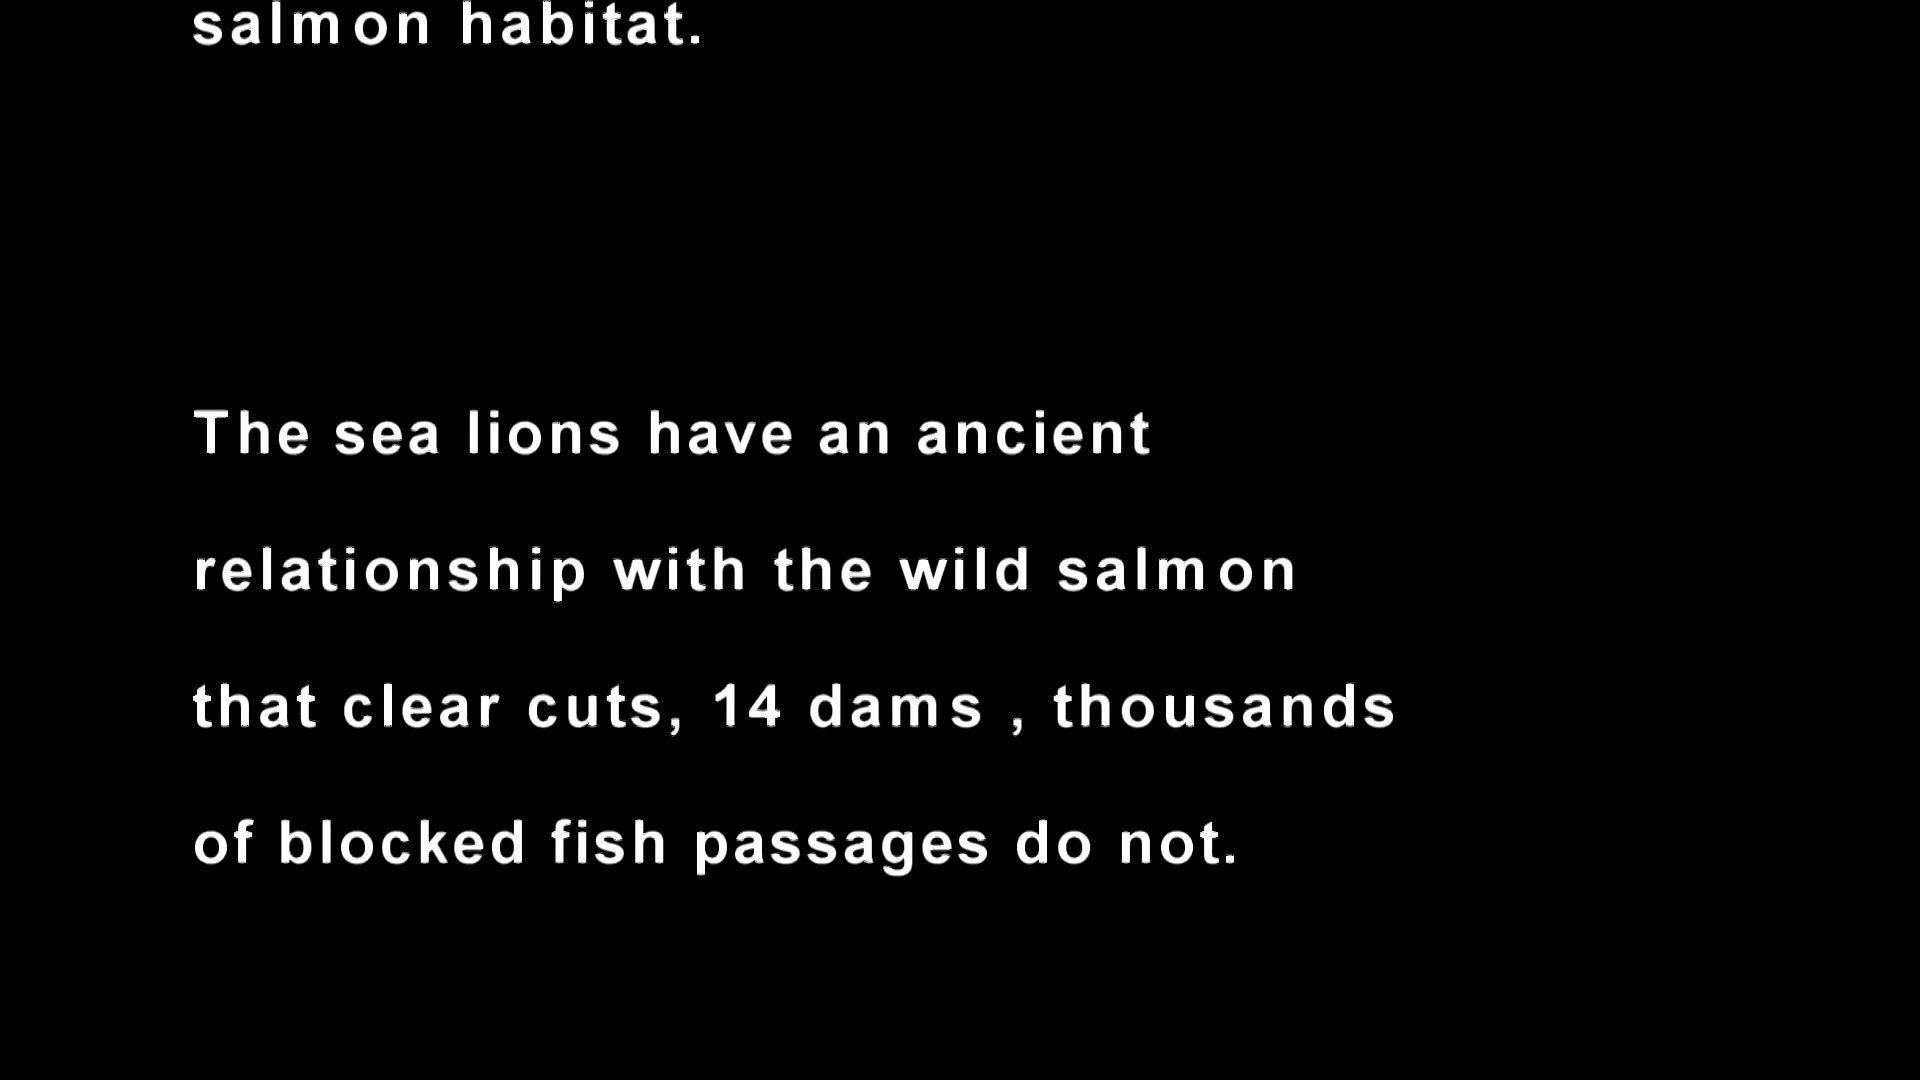 salmon habitat.
The sea lions have an ancient
relationship with the wild salmon
that clear cuts, 14 dams , thousands
of blocked fish passages do not.